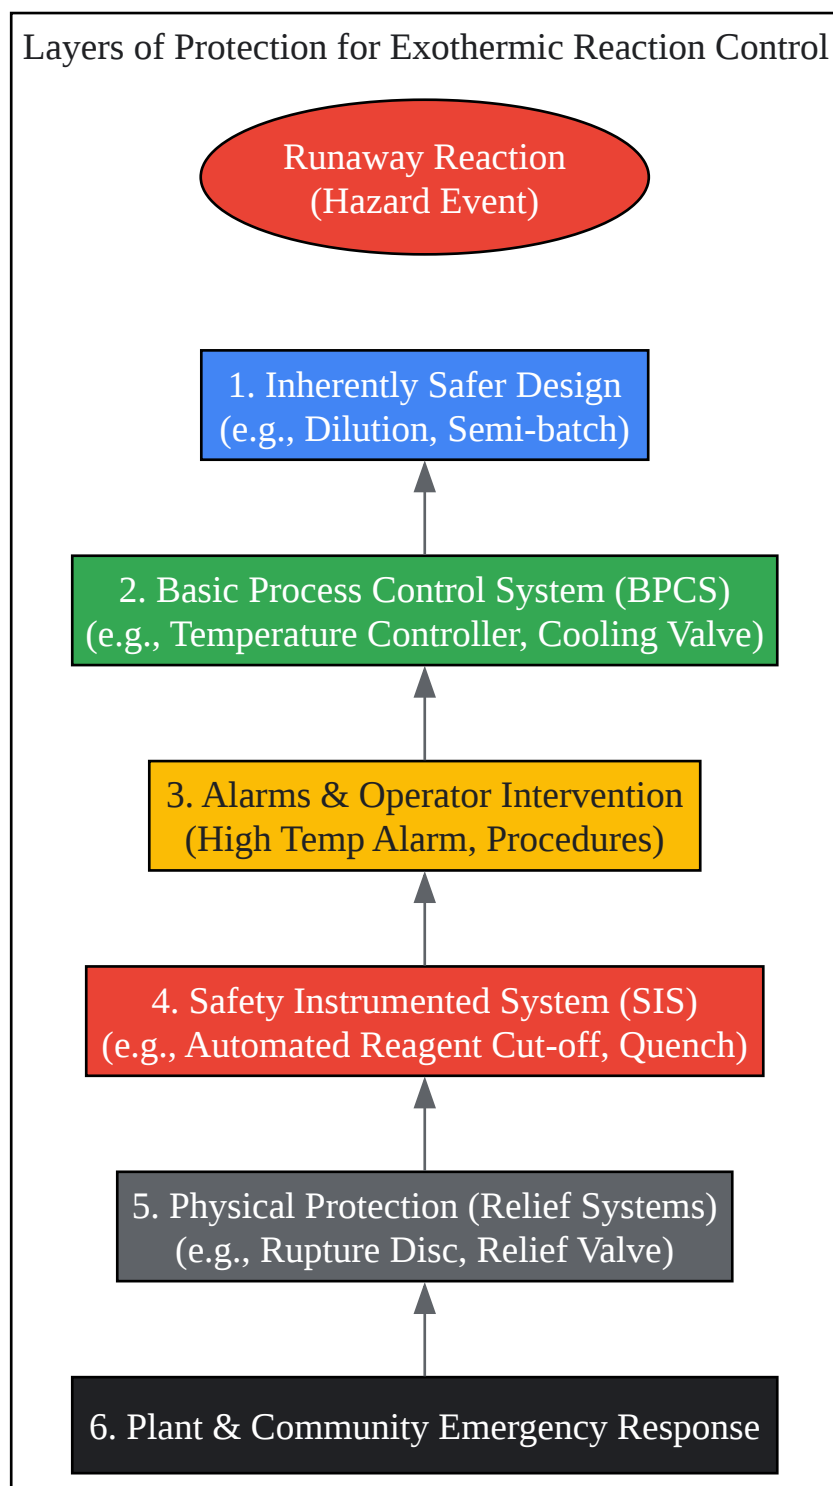 Layers of Protection for Exothermic Reaction Control
Runaway Reaction
(Hazard Event)
1. Inherently Safer Design
(e.g., Dilution, Semi-batch)
2. Basic Process Control System (BPCS)
(e.g., Temperature Controller, Cooling Valve)
3. Alarms & Operator Intervention
(High Temp Alarm, Procedures)
4. Safety Instrumented System (SIS)
(e.g., Automated Reagent Cut-off, Quench)
5. Physical Protection (Relief Systems)
(e.g., Rupture Disc, Relief Valve)
6. Plant & Community Emergency Response